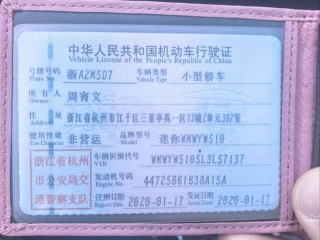 中华人民共和国机动车行驶证
Vehicle License of the People's Republic of China
号牌号码 浙A2M5D7 车辆类型 小型轿车
Plate No. Vehicle Type
所有人 周宵文
Owner
住址 浙江省杭州市江干区三里亭苑一区13幢2单元302室
Address
使用性质 非营运 品牌型号 迷你WMWYW510
Use Character Model
浙江省杭州 车辆识别代号 WMWYW5105L3L57137
VIN
市公安局交 发动机号码 44725861B38A15A
Engine No.
通警察支队 注册日期 2020-01-17 发证日期 2020-01-17
Register Date Issue Date